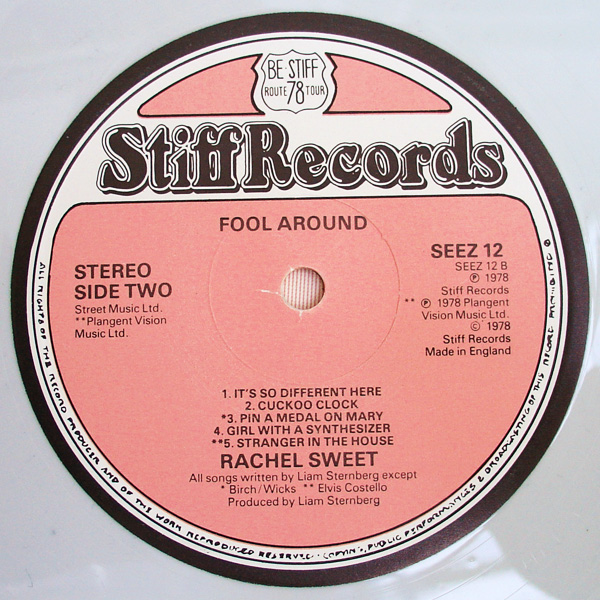 BE STIFF
ROUTE 78 TOUR
Stiff Records
FOOL AROUND
STEREO
SIDE TWO
Street Music Ltd.
**Plangent Vision
Music Ltd.
SEEZ 12
SEEZ 12 B
℗ 1978
Stiff Records
** ℗ 1978 Plangent
Vision Music Ltd.
© 1978
Stiff Records
Made in England
1. IT'S SO DIFFERENT HERE
2. CUCKOO CLOCK
*3. PIN A MEDAL ON MARY
4. GIRL WITH A SYNTHESIZER
**5. STRANGER IN THE HOUSE
RACHEL SWEET
All songs written by Liam Sternberg except
* Birch/Wicks ** Elvis Costello
Produced by Liam Sternberg
ALL RIGHTS OF THE RECORD PRODUCER AND OF THE WORK REPRODUCED RESERVED · COPYING, PUBLIC PERFORMANCES & BROADCASTING OF THIS RECORD